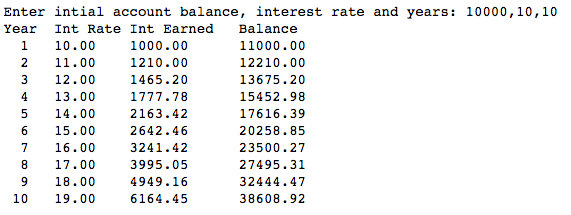 Enter intial account balance, interest rate and years: 10000,10,10
Year  Int Rate Int Earned   Balance
  1   10.00    1000.00      11000.00
  2   11.00    1210.00      12210.00
  3   12.00    1465.20      13675.20
  4   13.00    1777.78      15452.98
  5   14.00    2163.42      17616.39
  6   15.00    2642.46      20258.85
  7   16.00    3241.42      23500.27
  8   17.00    3995.05      27495.31
  9   18.00    4949.16      32444.47
 10   19.00    6164.45      38608.92